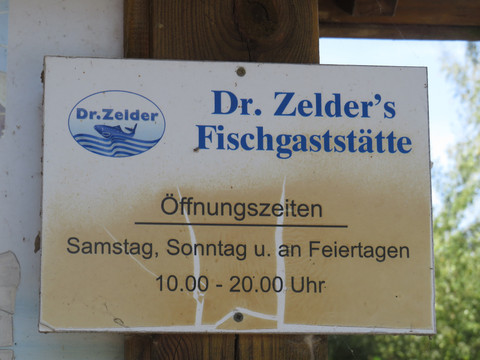 Dr. Zelder
Dr. Zelder's
Fischgaststätte
Öffnungszeiten
Samstag, Sonntag u. an Feiertagen
10.00 - 20.00 Uhr